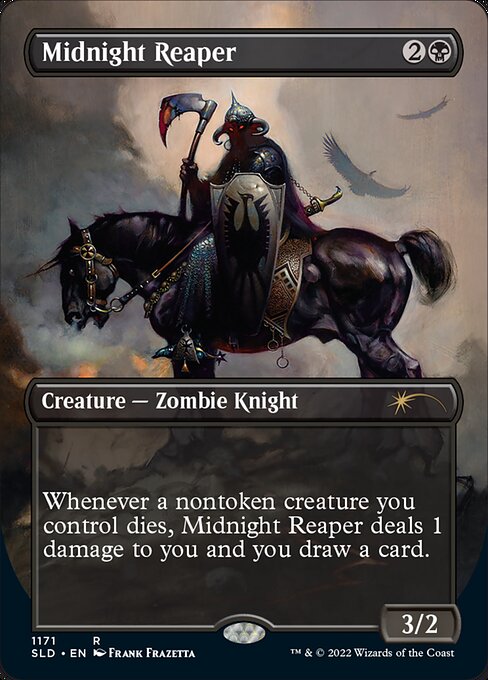 Midnight Reaper 2
Creature — Zombie Knight
Whenever a nontoken creature you
control dies, Midnight Reaper deals 1
damage to you and you draw a card.
3/2
1171 R
SLD • EN Frank Frazetta ™ & © 2022 Wizards of the Coast